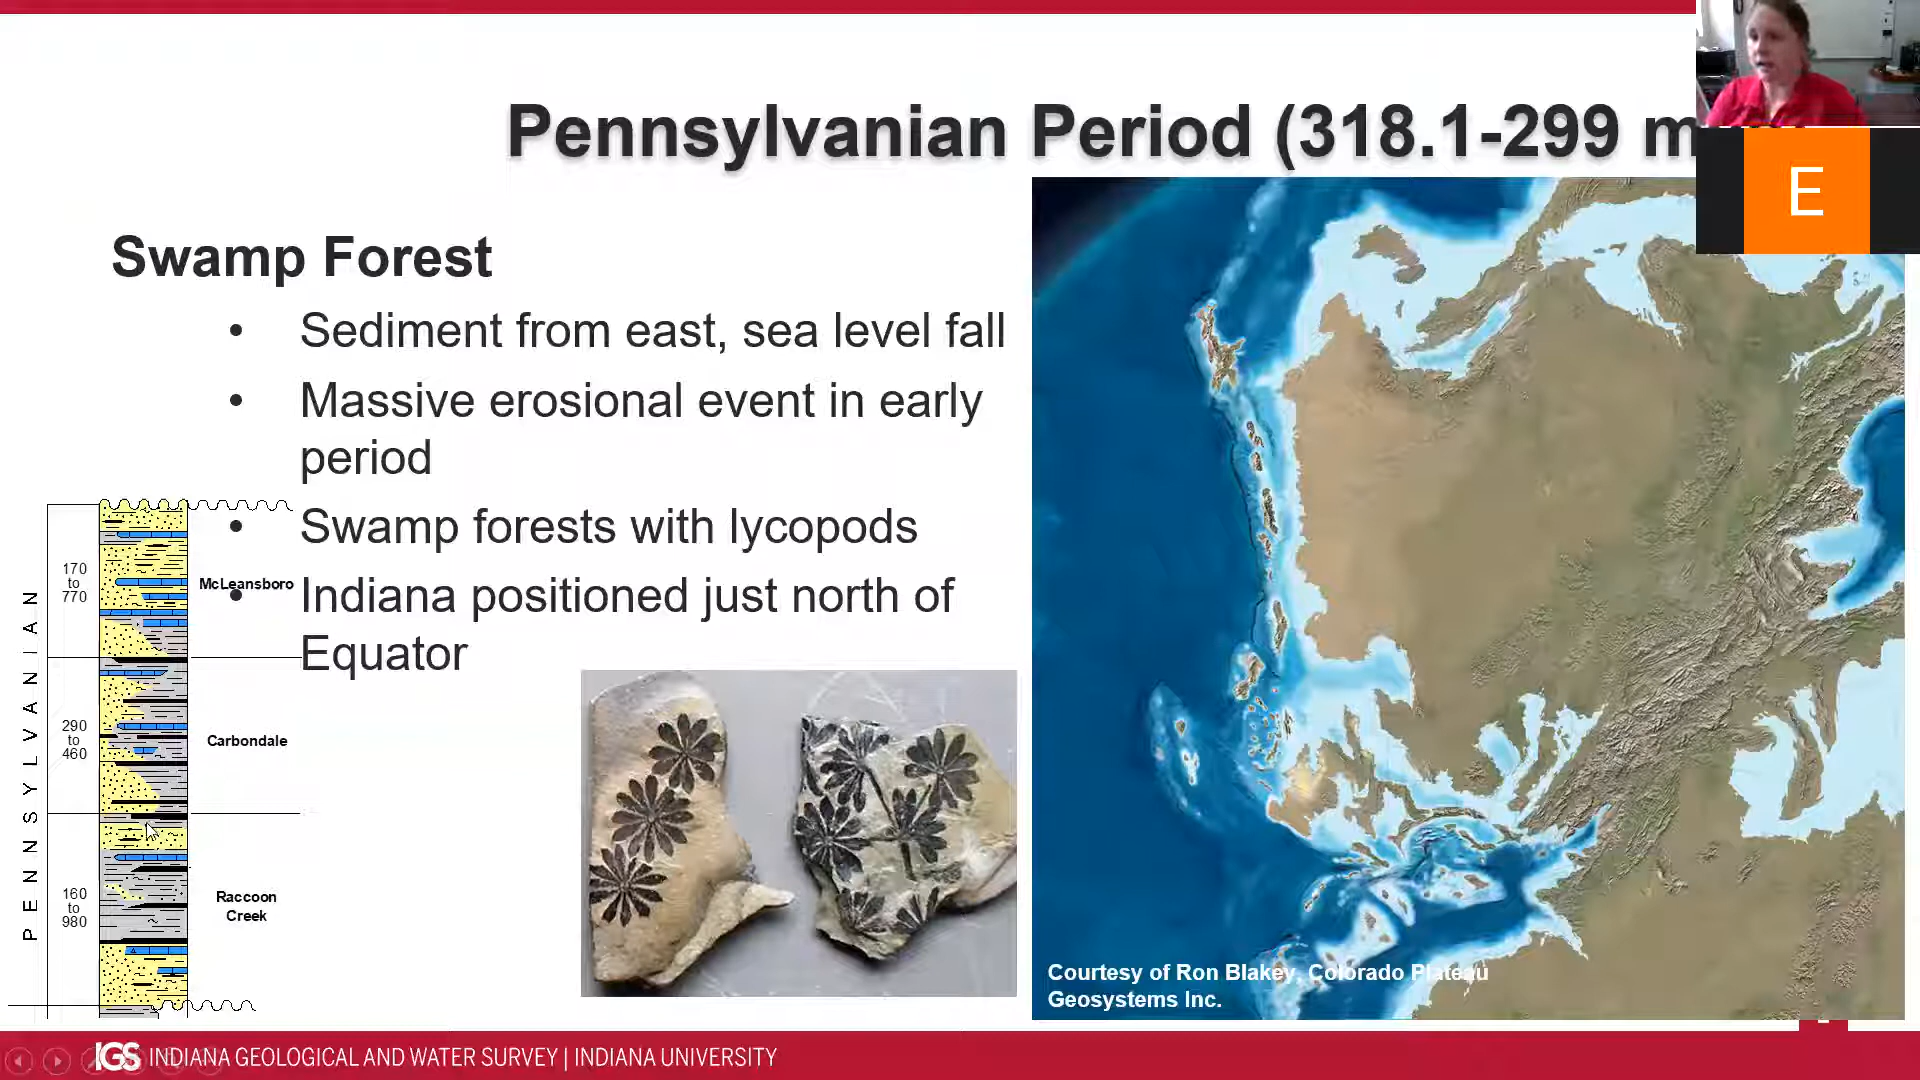 Pennsylvanian Period (318.1-299 m
E
Swamp Forest
• Sediment from east, sea level fall
• Massive erosional event in early
period
• Swamp forests with lycopods
• Indiana positioned just north of
Equator
PENNSYLVANIAN
170
to
770
McLeansboro
290
to
460
Carbondale
160
to
980
Raccoon
Creek
Courtesy of Ron Blakey, Colorado Plateau
Geosystems Inc.
IGS INDIANA GEOLOGICAL AND WATER SURVEY | INDIANA UNIVERSITY